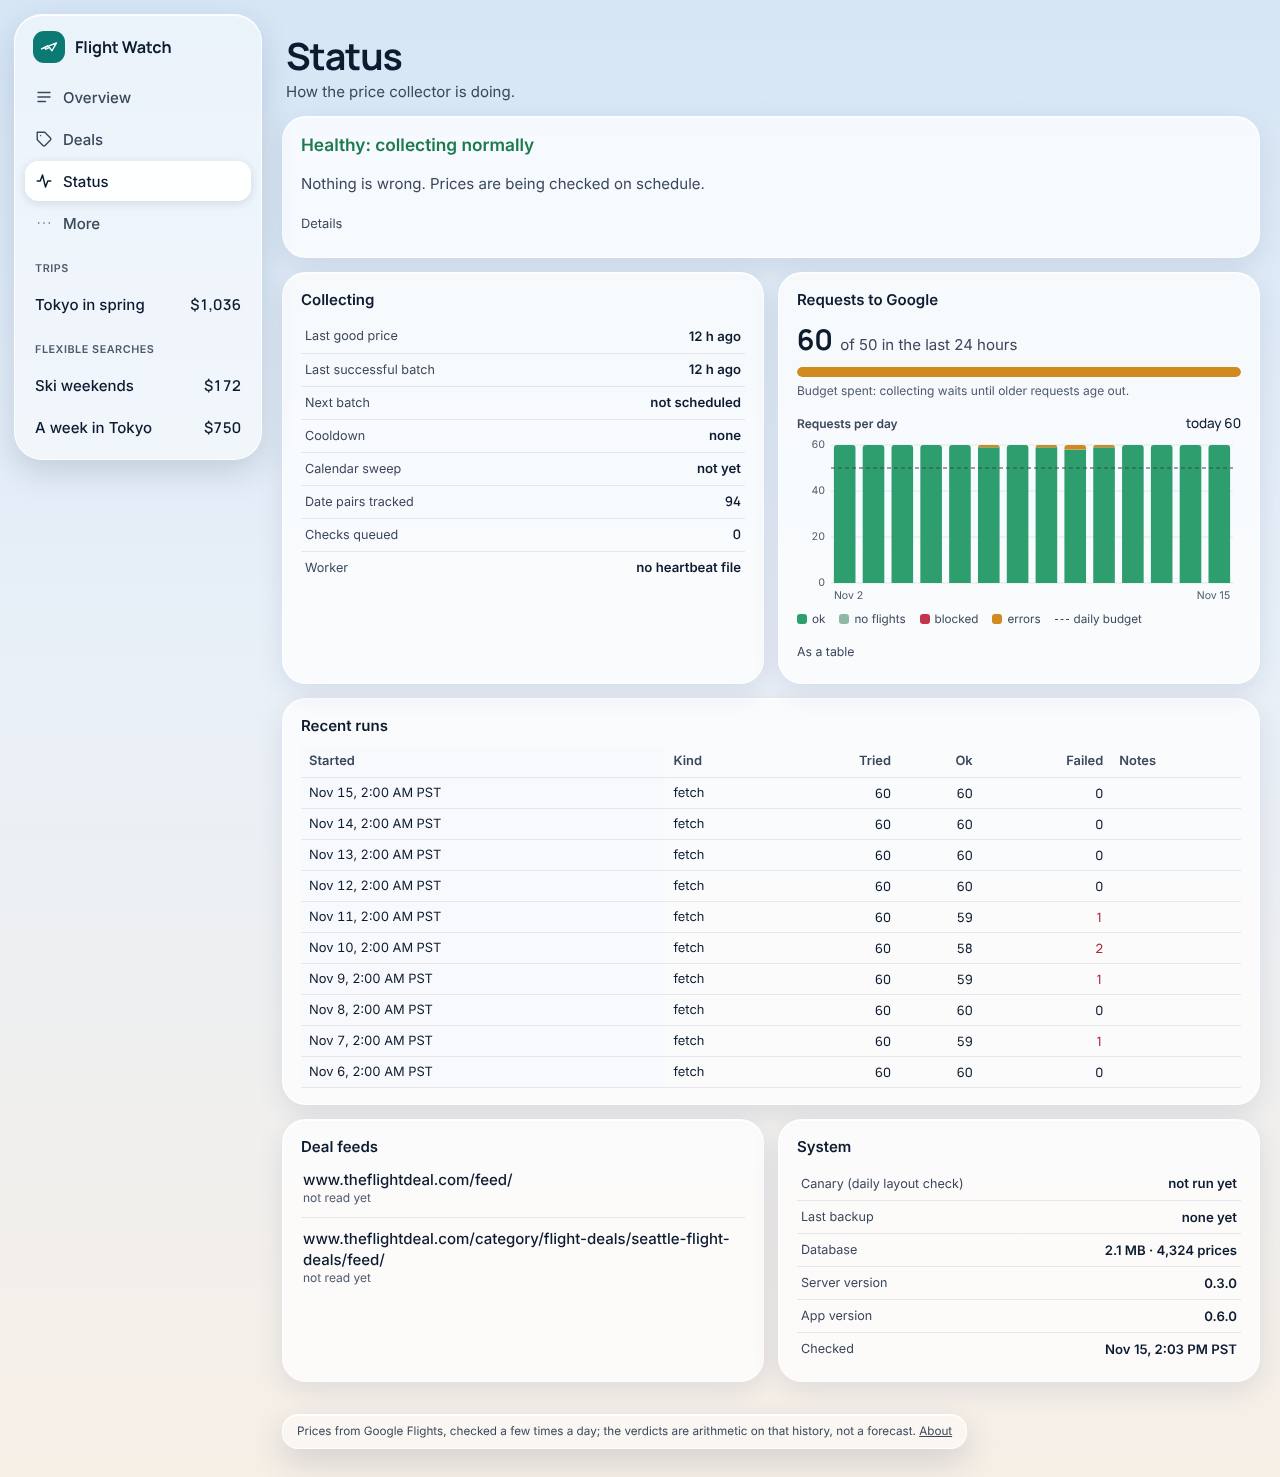 Flight Watch
Overview
Deals
Status
More
TRIPS
Tokyo in spring $1,036
FLEXIBLE SEARCHES
Ski weekends $172
A week in Tokyo $750
Status
How the price collector is doing.
Healthy: collecting normally
Nothing is wrong. Prices are being checked on schedule.
Details
Collecting
Last good price 12 h ago
Last successful batch 12 h ago
Next batch not scheduled
Cooldown none
Calendar sweep not yet
Date pairs tracked 94
Checks queued 0
Worker no heartbeat file
Requests to Google
60 of 50 in the last 24 hours
Budget spent: collecting waits until older requests age out.
Requests per day today 60
60
40
20
0
Nov 2 Nov 15
ok no flights blocked errors --- daily budget
As a table
Recent runs
Started Kind Tried Ok Failed Notes
Nov 15, 2:00 AM PST fetch 60 60 0
Nov 14, 2:00 AM PST fetch 60 60 0
Nov 13, 2:00 AM PST fetch 60 60 0
Nov 12, 2:00 AM PST fetch 60 60 0
Nov 11, 2:00 AM PST fetch 60 59 1
Nov 10, 2:00 AM PST fetch 60 58 2
Nov 9, 2:00 AM PST fetch 60 59 1
Nov 8, 2:00 AM PST fetch 60 60 0
Nov 7, 2:00 AM PST fetch 60 59 1
Nov 6, 2:00 AM PST fetch 60 60 0
Deal feeds
www.theflightdeal.com/feed/
not read yet
www.theflightdeal.com/category/flight-deals/seattle-flight-
deals/feed/
not read yet
System
Canary (daily layout check) not run yet
Last backup none yet
Database 2.1 MB · 4,324 prices
Server version 0.3.0
App version 0.6.0
Checked Nov 15, 2:03 PM PST
Prices from Google Flights, checked a few times a day; the verdicts are arithmetic on that history, not a forecast. About